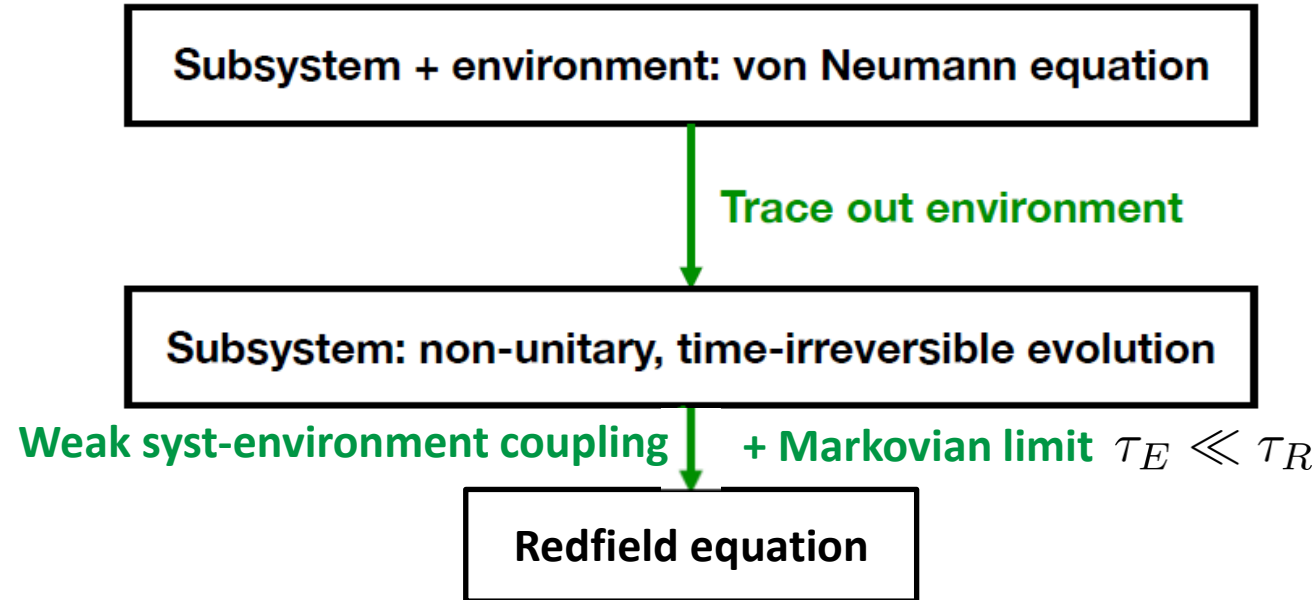 Subsystem + environment: von Neumann equation
Trace out environment
Subsystem: non-unitary, time-irreversible evolution
Weak syst-environment coupling + Markovian limit τ_E ≪ τ_R
Redfield equation